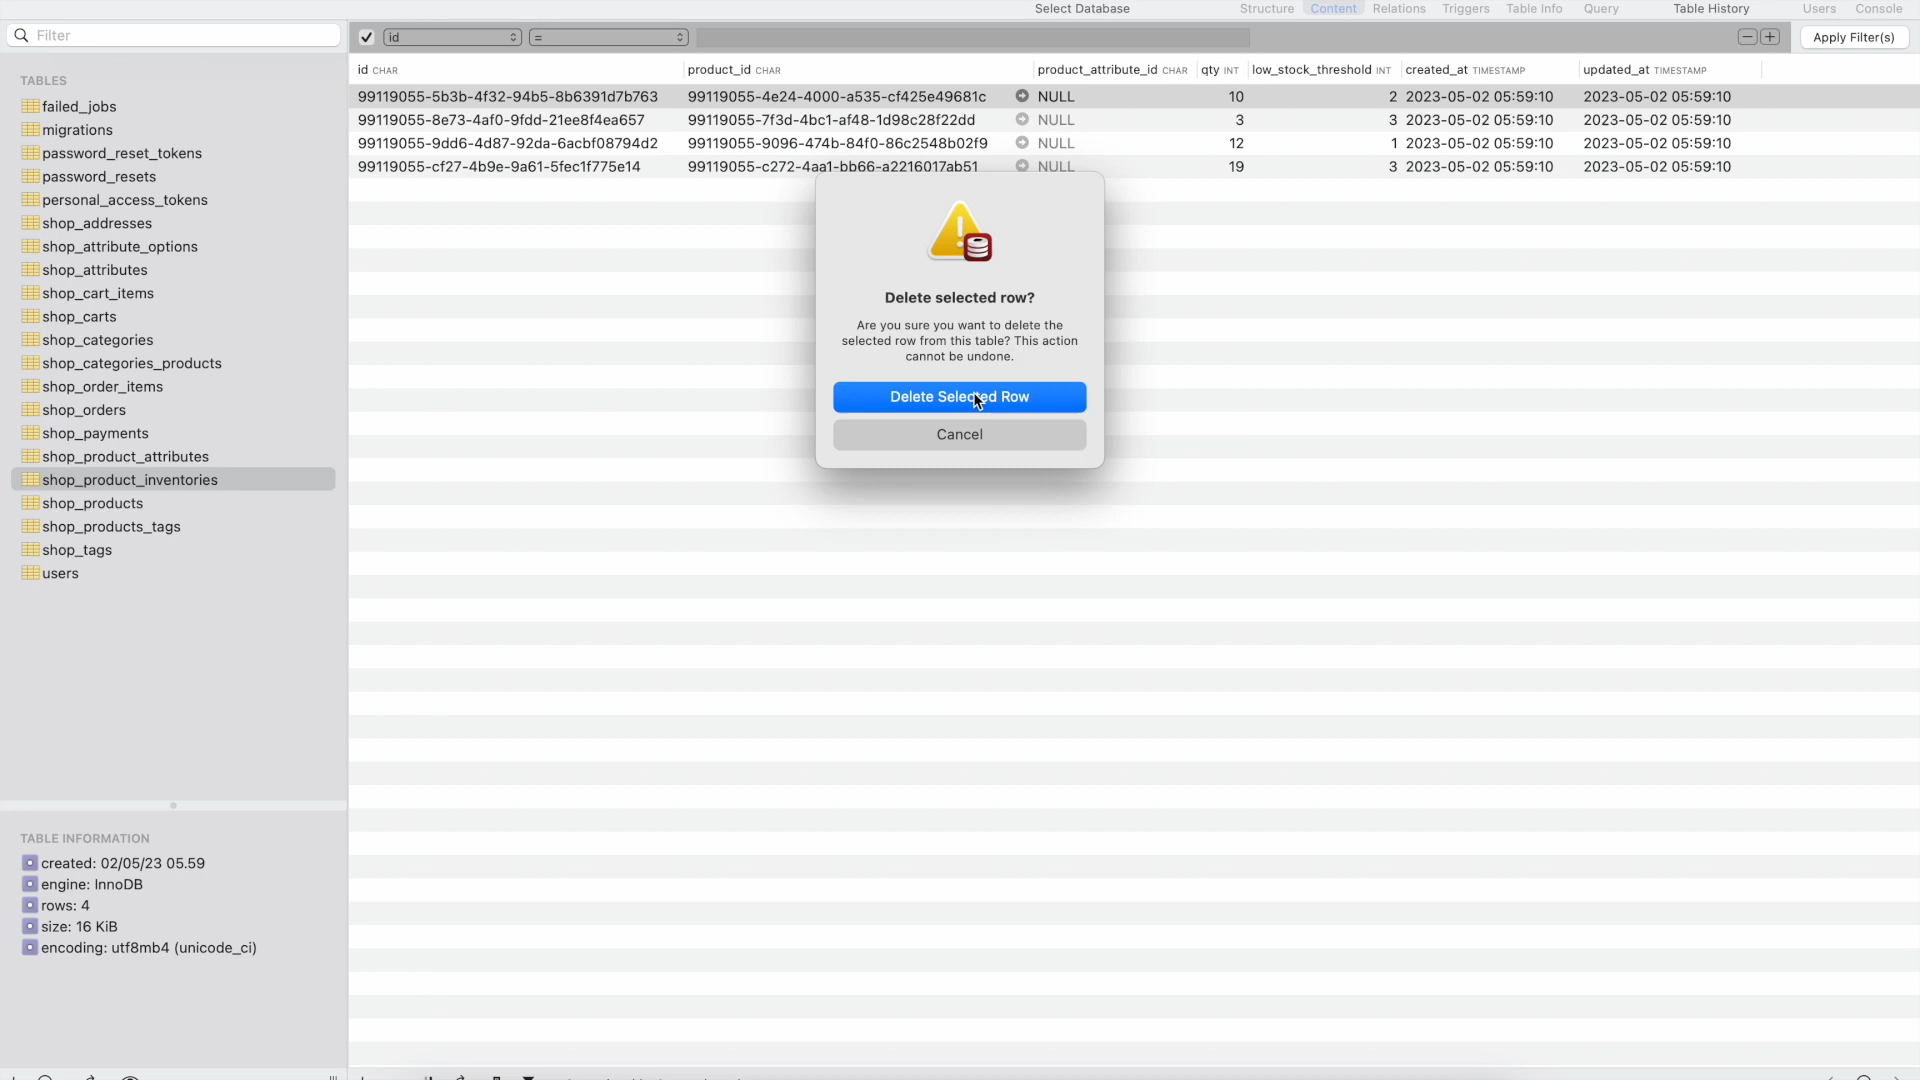 Select Database Structure Content Relations Triggers Table Info Query Table History Users Console
Filter
id = Apply Filter(s)
TABLES
failed_jobs
migrations
password_reset_tokens
password_resets
personal_access_tokens
shop_addresses
shop_attribute_options
shop_attributes
shop_cart_items
shop_carts
shop_categories
shop_categories_products
shop_order_items
shop_orders
shop_payments
shop_product_attributes
shop_product_inventories
shop_products
shop_products_tags
shop_tags
users
TABLE INFORMATION
created: 02/05/23 05.59
engine: InnoDB
rows: 4
size: 16 KiB
encoding: utf8mb4 (unicode_ci)
id CHAR product_id CHAR product_attribute_id CHAR qty INT low_stock_threshold INT created_at TIMESTAMP updated_at TIMESTAMP
99119055-5b3b-4f32-94b5-8b6391d7b763 99119055-4e24-4000-a535-cf425e49681c NULL 10 2 2023-05-02 05:59:10 2023-05-02 05:59:10
99119055-8e73-4af0-9fdd-21ee8f4ea657 99119055-7f3d-4bc1-af48-1d98c28f22dd NULL 3 3 2023-05-02 05:59:10 2023-05-02 05:59:10
99119055-9dd6-4d87-92da-6acbf08794d2 99119055-9096-474b-84f0-86c2548b02f9 NULL 12 1 2023-05-02 05:59:10 2023-05-02 05:59:10
99119055-cf27-4b9e-9a61-5fec1f775e14 99119055-c272-4aa1-bb66-a2216017ab51 NULL 19 3 2023-05-02 05:59:10 2023-05-02 05:59:10
Delete selected row?
Are you sure you want to delete the
selected row from this table? This action
cannot be undone.
Delete Selected Row
Cancel